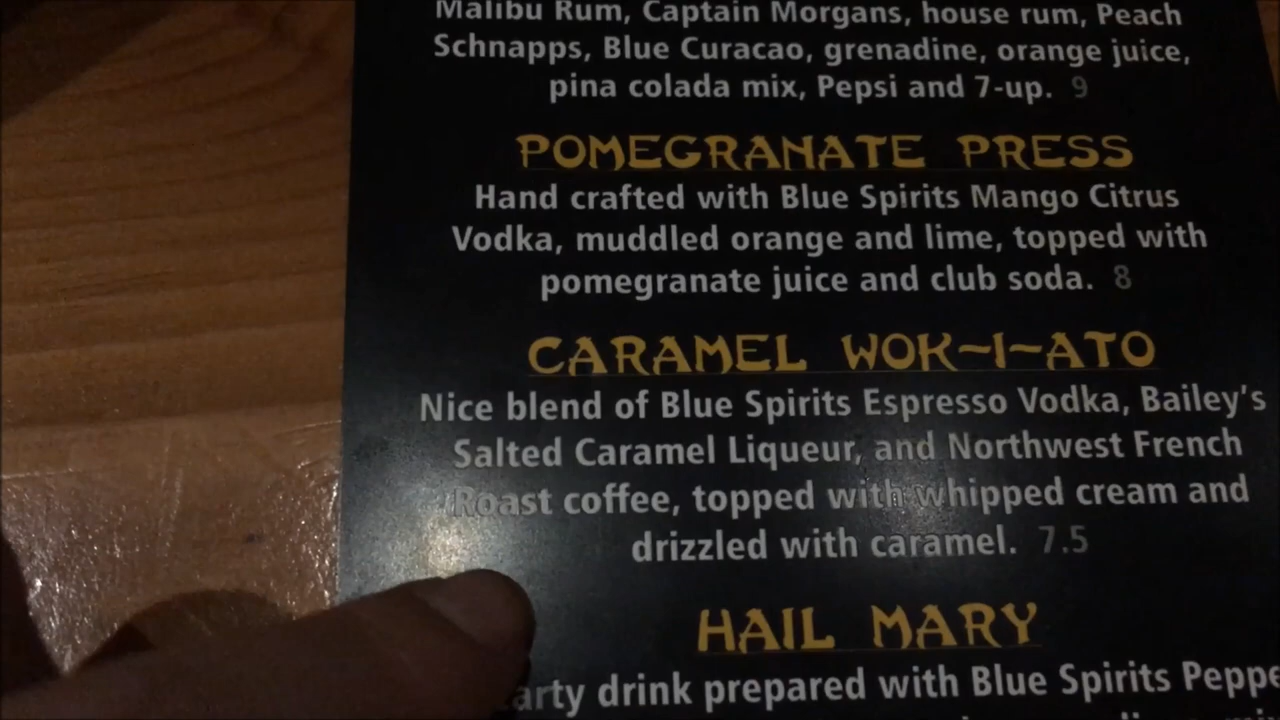 Malibu Rum, Captain Morgans, house rum, Peach
Schnapps, Blue Curacao, grenadine, orange juice,
pina colada mix, Pepsi and 7-up. 9
POMEGRANATE PRESS
Hand crafted with Blue Spirits Mango Citrus
Vodka, muddled orange and lime, topped with
pomegranate juice and club soda. 8
CARAMEL WOK-I-ATO
Nice blend of Blue Spirits Espresso Vodka, Bailey's
Salted Caramel Liqueur, and Northwest French
Roast coffee, topped with whipped cream and
drizzled with caramel. 7.5
HAIL MARY
drink prepared with Blue Spirits